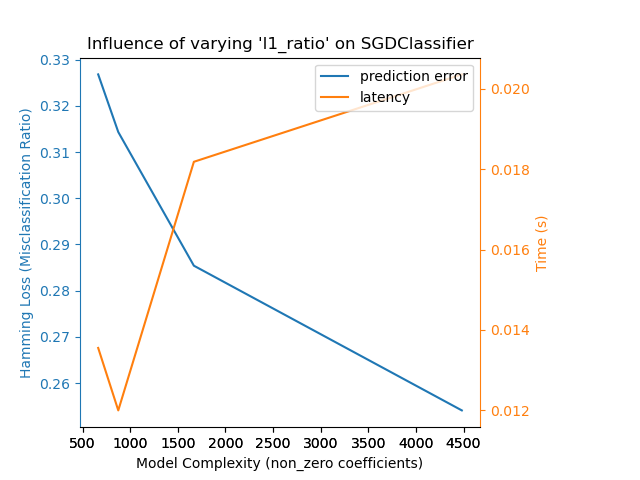 Influence of varying 'l1_ratio' on SGDClassifier
prediction error
latency
Hamming Loss (Misclassification Ratio)
0.33
0.32
0.31
0.30
0.29
0.28
0.27
0.26
0.020
0.018
0.016
0.014
0.012
Time (s)
500 1000 1500 2000 2500 3000 3500 4000 4500
Model Complexity (non_zero coefficients)